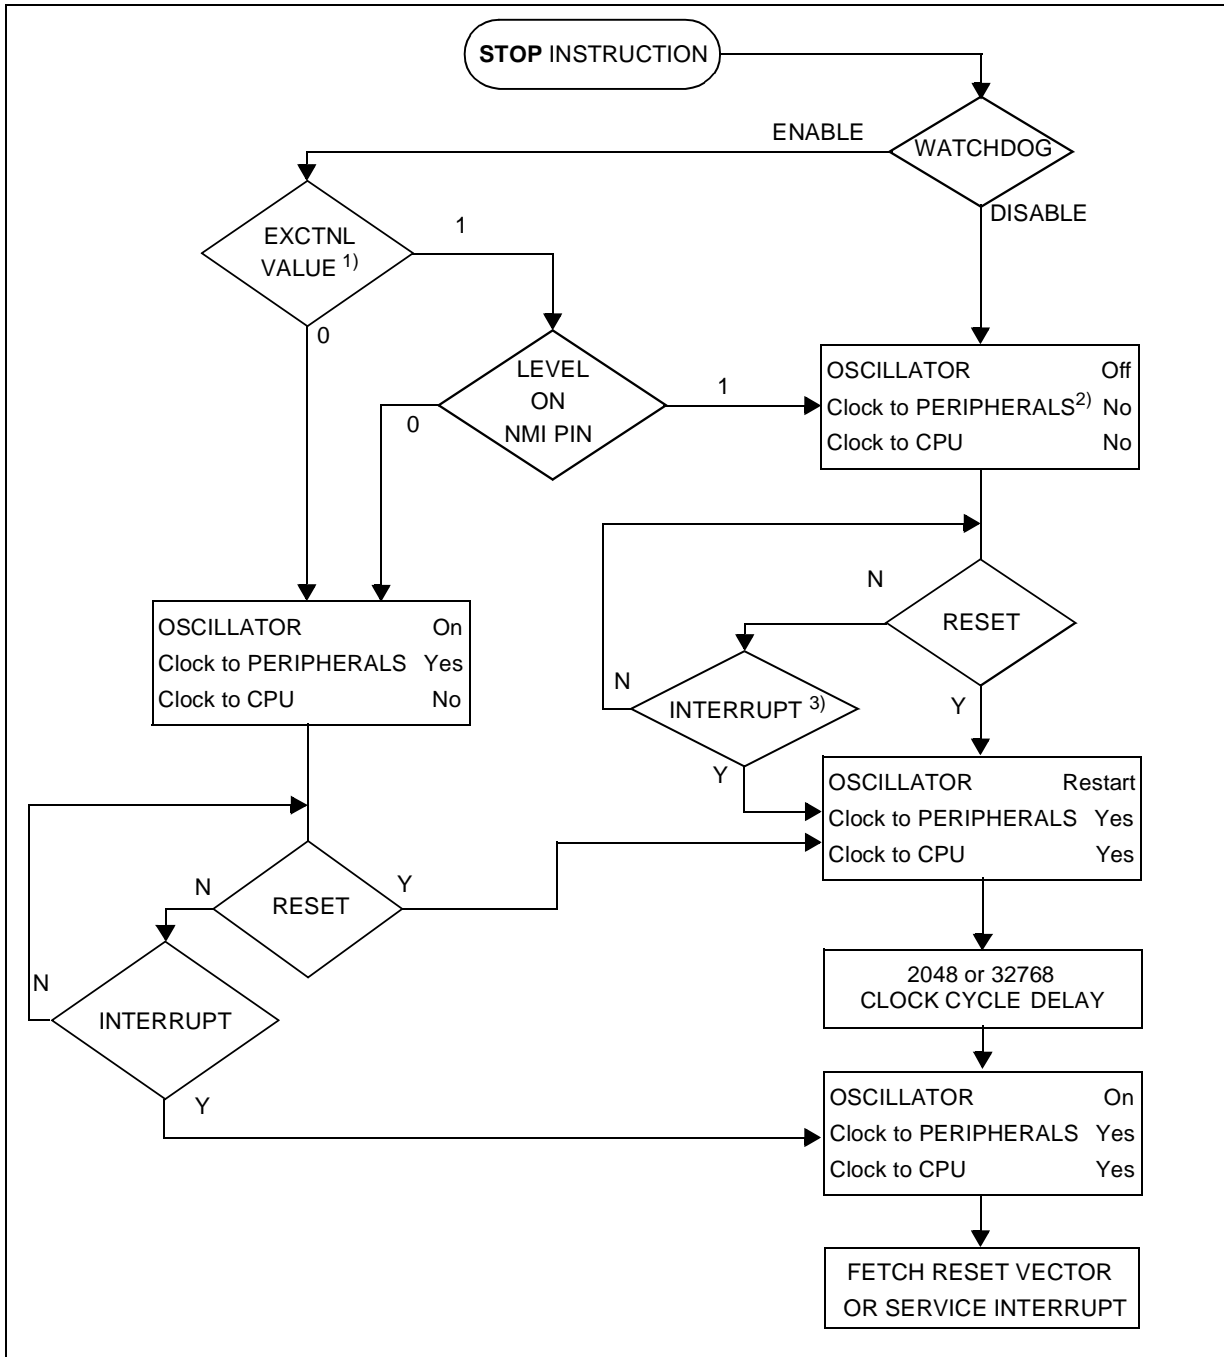 STOP INSTRUCTION
ENABLE
WATCHDOG
DISABLE
EXCTNL
VALUE 1)
1
0
LEVEL
ON
NMI PIN
1
0
OSCILLATOR Off
Clock to PERIPHERALS2) No
Clock to CPU No
N
RESET
Y
OSCILLATOR On
Clock to PERIPHERALS Yes
Clock to CPU No
N
INTERRUPT 3)
Y
OSCILLATOR Restart
Clock to PERIPHERALS Yes
Clock to CPU Yes
N
RESET
Y
N
INTERRUPT
Y
2048 or 32768
CLOCK CYCLE DELAY
OSCILLATOR On
Clock to PERIPHERALS Yes
Clock to CPU Yes
FETCH RESET VECTOR
OR SERVICE INTERRUPT